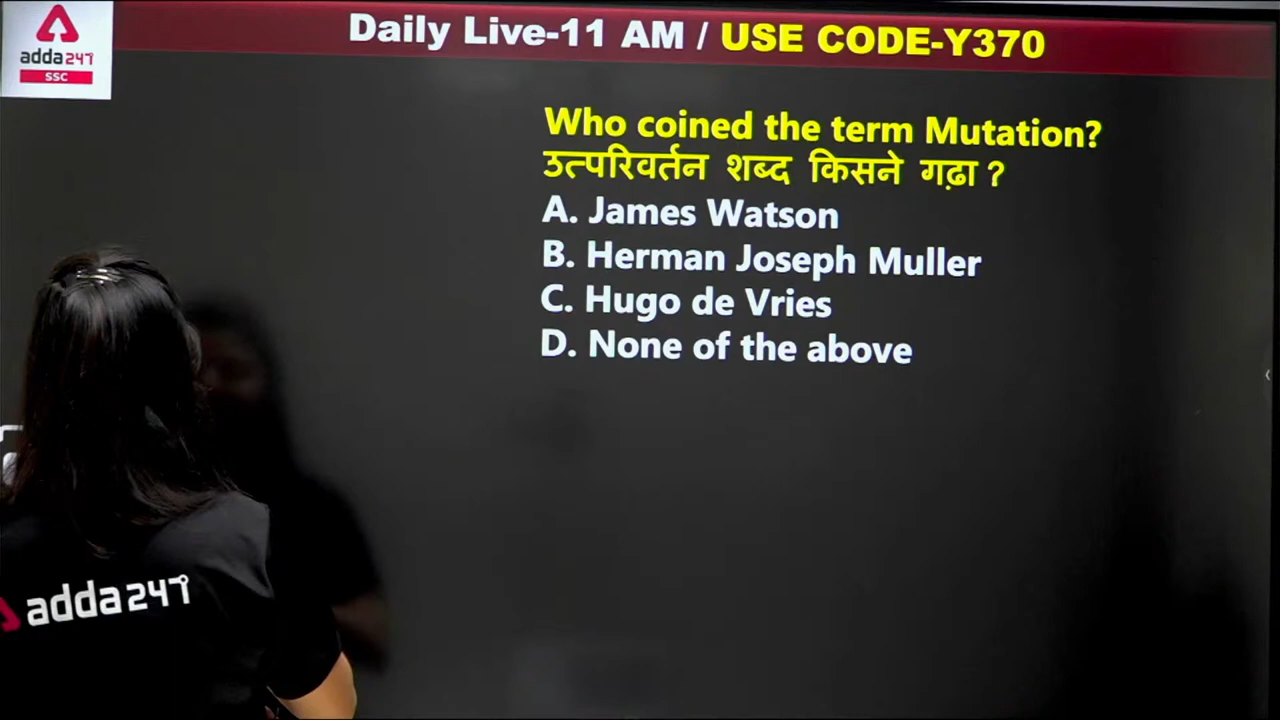 adda247
SSC
Daily Live-11 AM / USE CODE-Y370
Who coined the term Mutation?
उत्परिवर्तन शब्द किसने गढ़ा ?
A. James Watson
B. Herman Joseph Muller
C. Hugo de Vries
D. None of the above
adda247